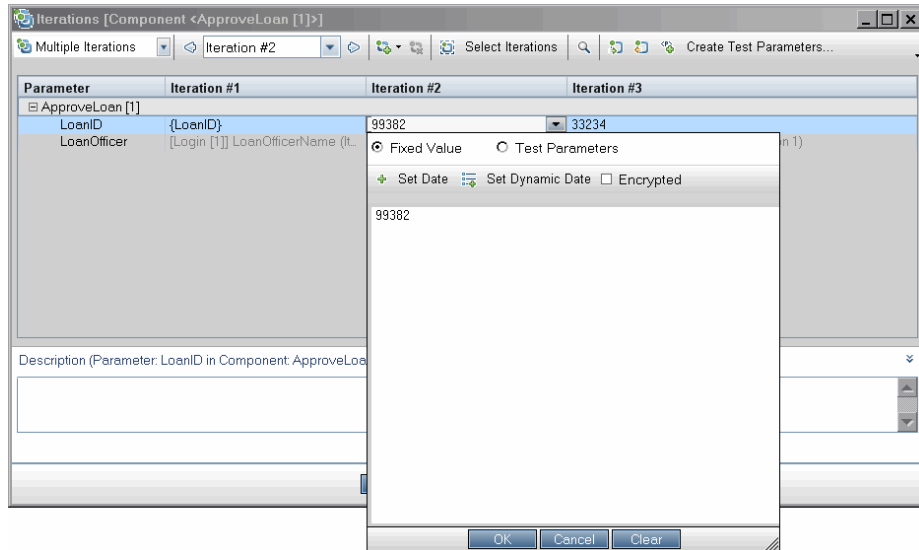 Iterations [Component <ApproveLoan [1]>]
Multiple Iterations Iteration #2 Select Iterations Create Test Parameters...
Parameter Iteration #1 Iteration #2 Iteration #3
ApproveLoan [1]
LoanID {LoanID} 99382 33234
LoanOfficer [Login [1]] LoanOfficerName (It... n 1)
Fixed Value Test Parameters
Set Date Set Dynamic Date Encrypted
99382
Description (Parameter: LoanID in Component: ApproveLoa
OK Cancel Clear